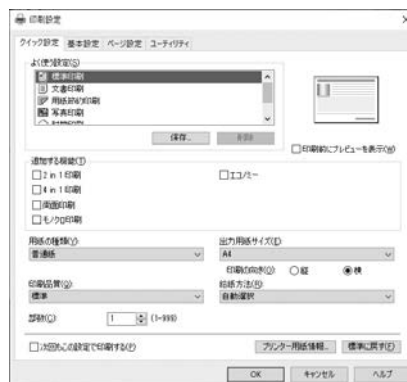 印刷設定
クイック設定 基本設定 ページ設定 ユーティリティ
よく使う設定(S)
標準印刷
文書印刷
用紙節約印刷
写真印刷
保存... 削除
印刷前にプレビューを表示(W)
追加する機能(T)
2 in 1 印刷 エコノミー
4 in 1 印刷
両面印刷
モノクロ印刷
用紙の種類(Y): 出力用紙サイズ(Z):
普通紙 A4
印刷の向き(O): 縦 横
印刷品質(Q): 給紙方法(R):
標準 自動選択
部数(C): 1 (1-999)
次回もこの設定で印刷する(P) プリンター用紙情報... 標準に戻す(F)
OK キャンセル ヘルプ